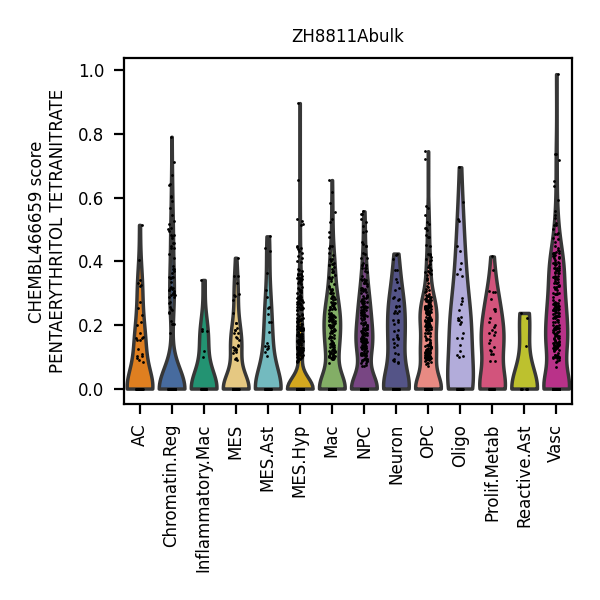 ZH8811Abulk
CHEMBL466659 score
PENTAERYTHRITOL TETRANITRATE
1.0
0.8
0.6
0.4
0.2
0.0
AC
Chromatin.Reg
Inflammatory.Mac
MES
MES.Ast
MES.Hyp
Mac
NPC
Neuron
OPC
Oligo
Prolif.Metab
Reactive.Ast
Vasc